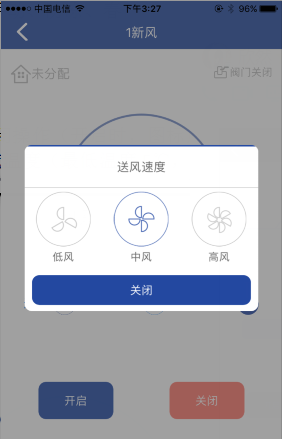 中国电信 下午3:27 96%
1新风
未分配 阀门关闭
送风速度
低风 中风 高风
关闭
开启 关闭